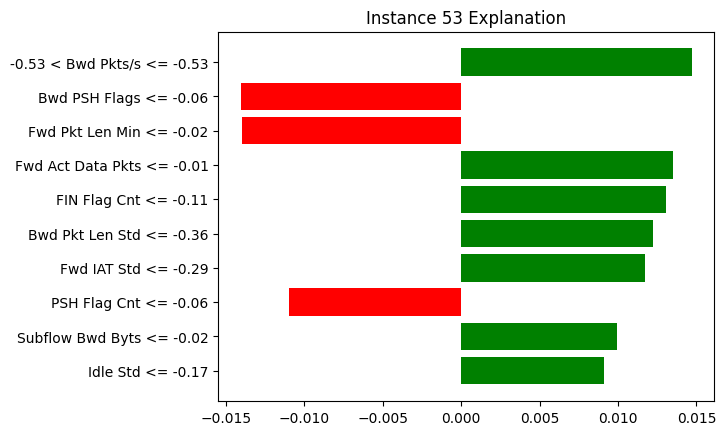 Instance 53 Explanation
-0.53 < Bwd Pkts/s <= -0.53
Bwd PSH Flags <= -0.06
Fwd Pkt Len Min <= -0.02
Fwd Act Data Pkts <= -0.01
FIN Flag Cnt <= -0.11
Bwd Pkt Len Std <= -0.36
Fwd IAT Std <= -0.29
PSH Flag Cnt <= -0.06
Subflow Bwd Byts <= -0.02
Idle Std <= -0.17
−0.015 −0.010 −0.005 0.000 0.005 0.010 0.015